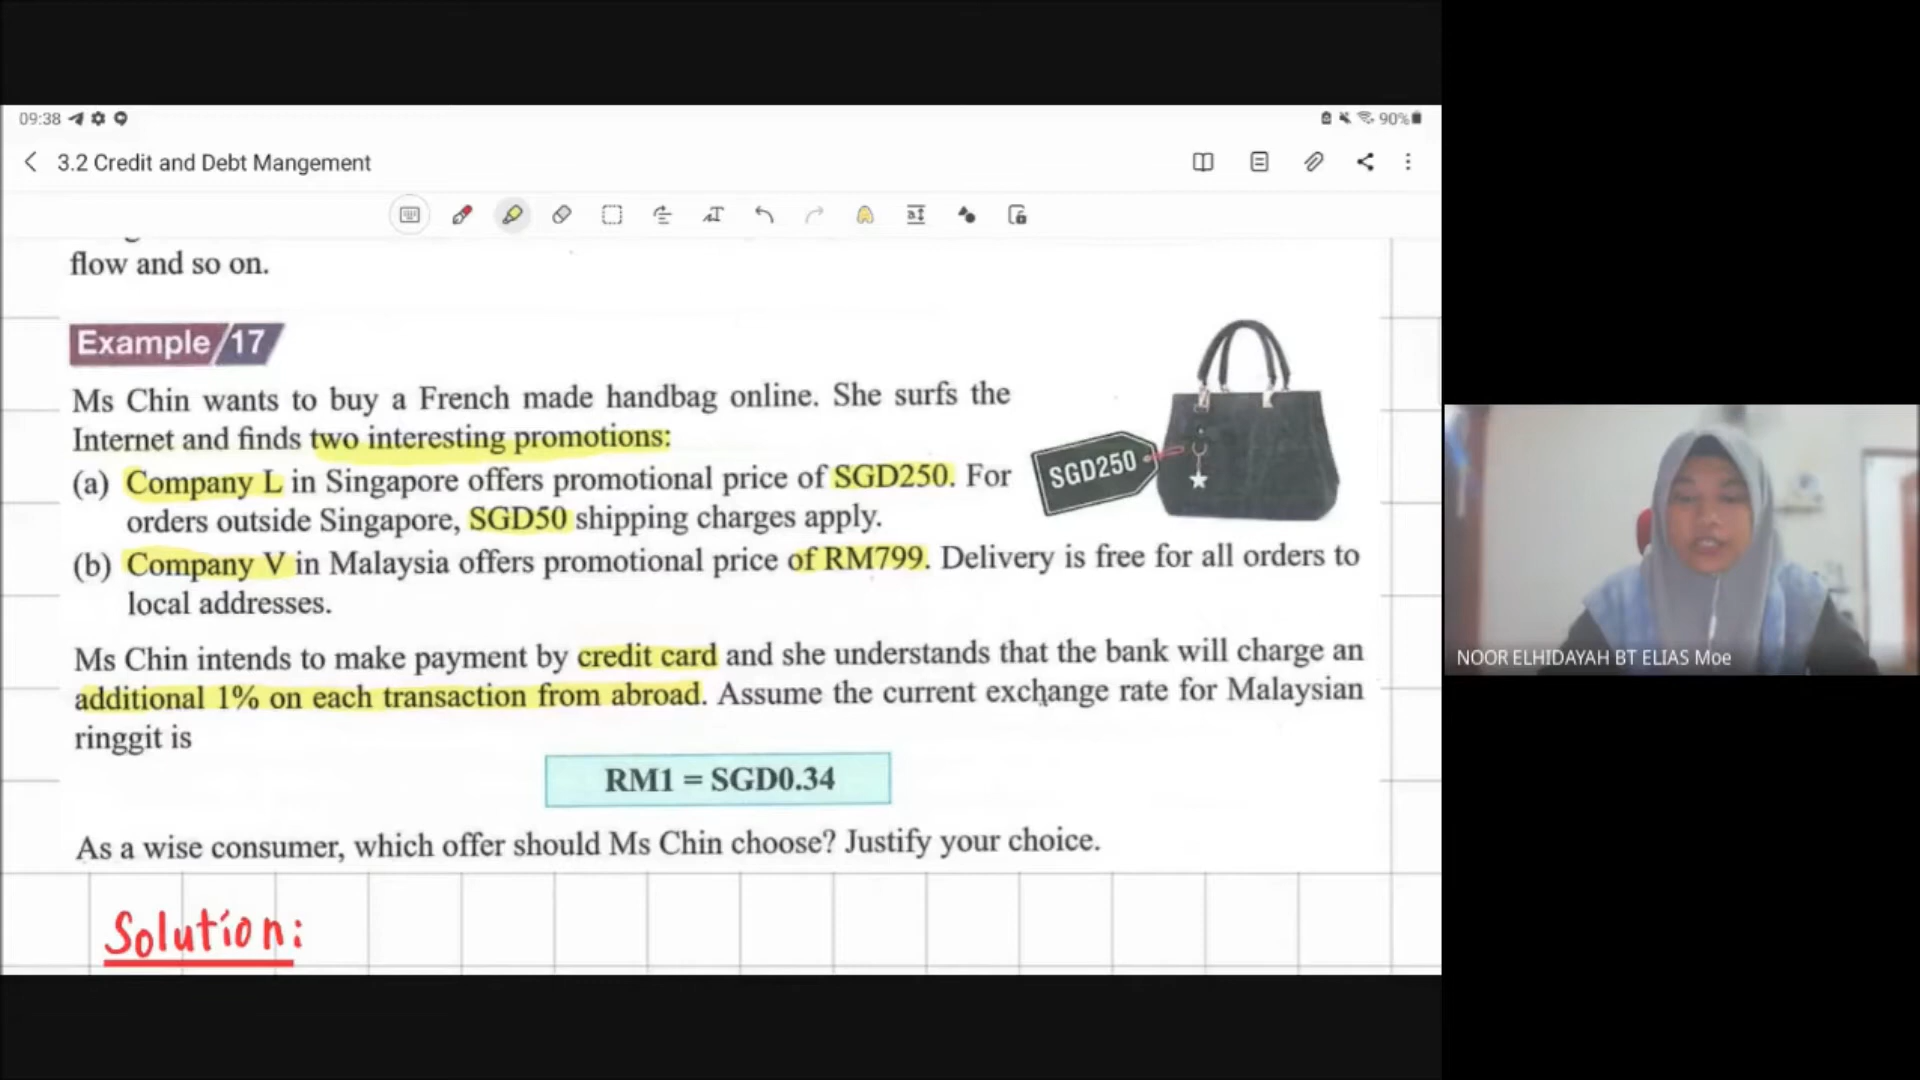 09:38
90%
3.2 Credit and Debt Mangement
flow and so on.
Example 17
Ms Chin wants to buy a French made handbag online. She surfs the
Internet and finds two interesting promotions:
(a) Company L in Singapore offers promotional price of SGD250. For
orders outside Singapore, SGD50 shipping charges apply.
SGD250
(b) Company V in Malaysia offers promotional price of RM799. Delivery is free for all orders to
local addresses.
Ms Chin intends to make payment by credit card and she understands that the bank will charge an
additional 1% on each transaction from abroad. Assume the current exchange rate for Malaysian
ringgit is
RM1 = SGD0.34
As a wise consumer, which offer should Ms Chin choose? Justify your choice.
Solution:
NOOR ELHIDAYAH BT ELIAS Moe